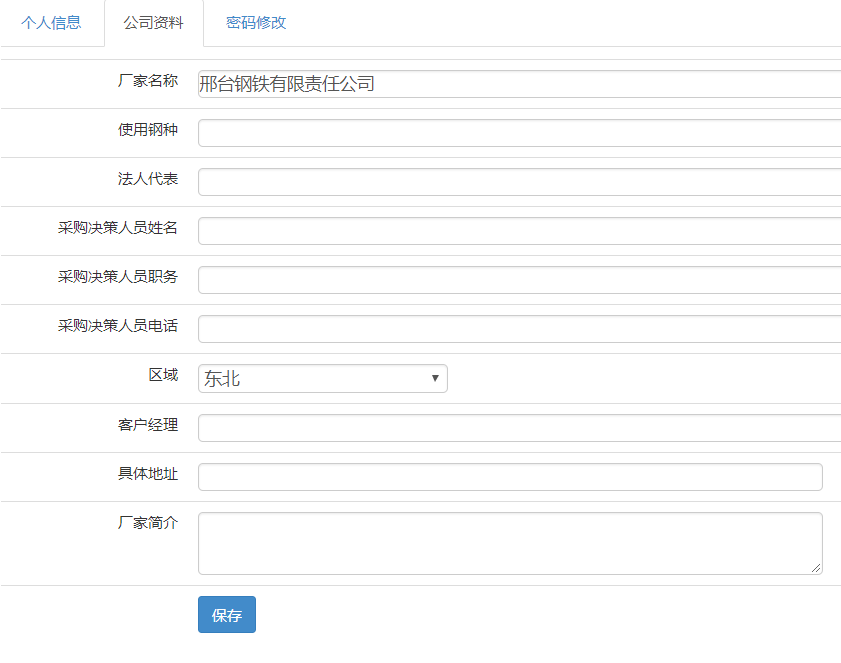 个人信息 公司资料 密码修改
厂家名称 邢台钢铁有限责任公司
使用钢种
法人代表
采购决策人员姓名
采购决策人员职务
采购决策人员电话
区域 东北
客户经理
具体地址
厂家简介
保存